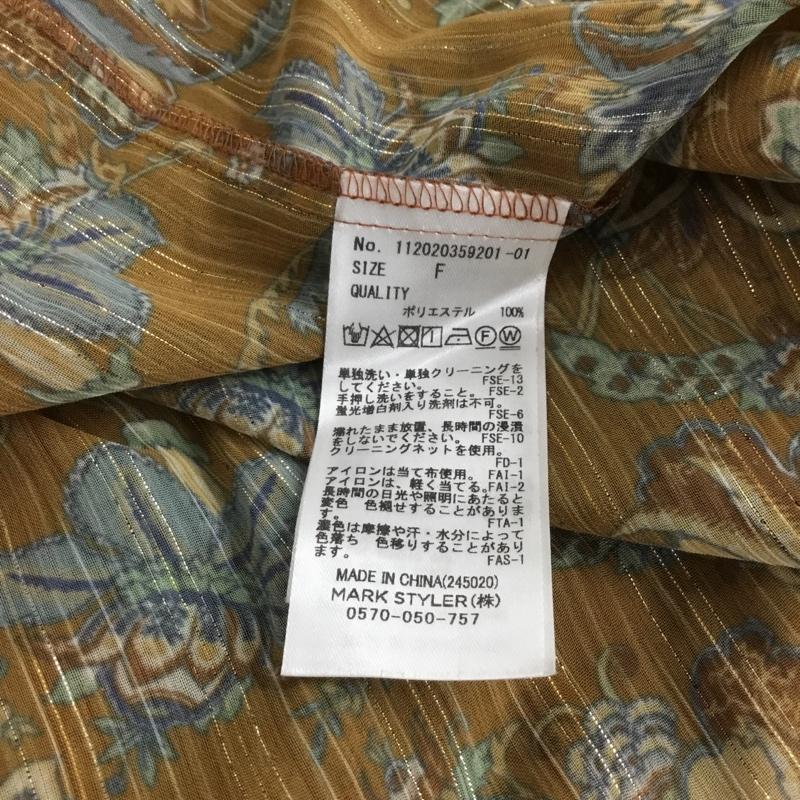 No. 112020359201-01
SIZE F
QUALITY
ポリエステル 100%
F W
単独洗い・単独クリーニングを
してください。 FSE-13
手押し洗いをすること。 FSE-2
蛍光増白剤入り洗剤は不可。
FSE-6
濡れたまま放置、長時間の浸漬
をしないでください。 FSE-10
クリーニングネットを使用。
FD-1
アイロンは当て布使用。 FAI-1
アイロンは、軽く当てる。FAI-2
長時間の日光や照明にあたると
変色 色褪せすることがありま
す。 FTA-1
濃色は摩擦や汗・水分によって
色落ち 色移りすることがあり
ます。 FAS-1
MADE IN CHINA(245020)
MARK STYLER(株)
0570-050-757